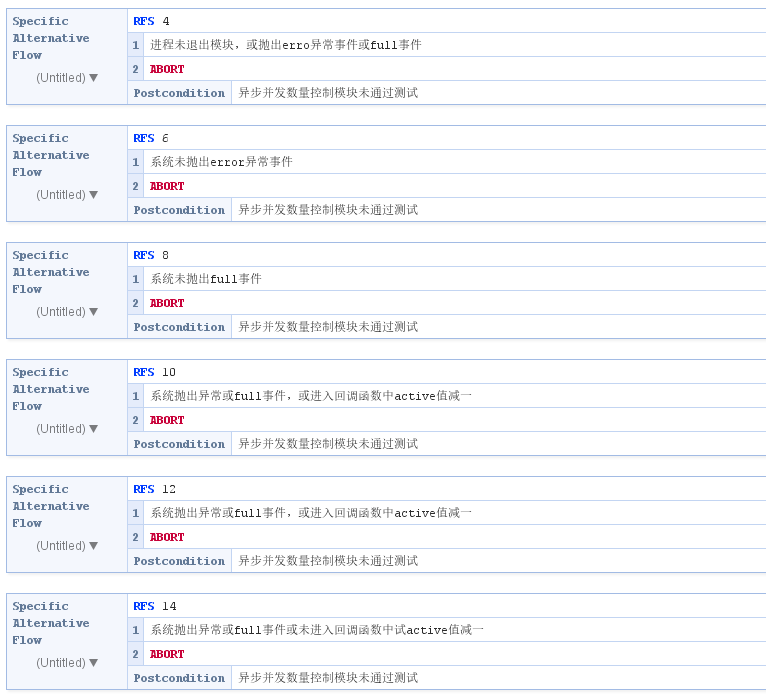 Specific
Alternative
Flow
(Untitled) ▼
RFS 4
1 进程未退出模块, 或抛出erro异常事件或full事件
2 ABORT
Postcondition 异步并发数量控制模块未通过测试
Specific
Alternative
Flow
(Untitled) ▼
RFS 6
1 系统未抛出error异常事件
2 ABORT
Postcondition 异步并发数量控制模块未通过测试
Specific
Alternative
Flow
(Untitled) ▼
RFS 8
1 系统未抛出full事件
2 ABORT
Postcondition 异步并发数量控制模块未通过测试
Specific
Alternative
Flow
(Untitled) ▼
RFS 10
1 系统抛出异常或full事件, 或进入回调函数中active值减一
2 ABORT
Postcondition 异步并发数量控制模块未通过测试
Specific
Alternative
Flow
(Untitled) ▼
RFS 12
1 系统抛出异常或full事件, 或进入回调函数中active值减一
2 ABORT
Postcondition 异步并发数量控制模块未通过测试
Specific
Alternative
Flow
(Untitled) ▼
RFS 14
1 系统抛出异常或full事件或未进入回调函数中试active值减一
2 ABORT
Postcondition 异步并发数量控制模块未通过测试